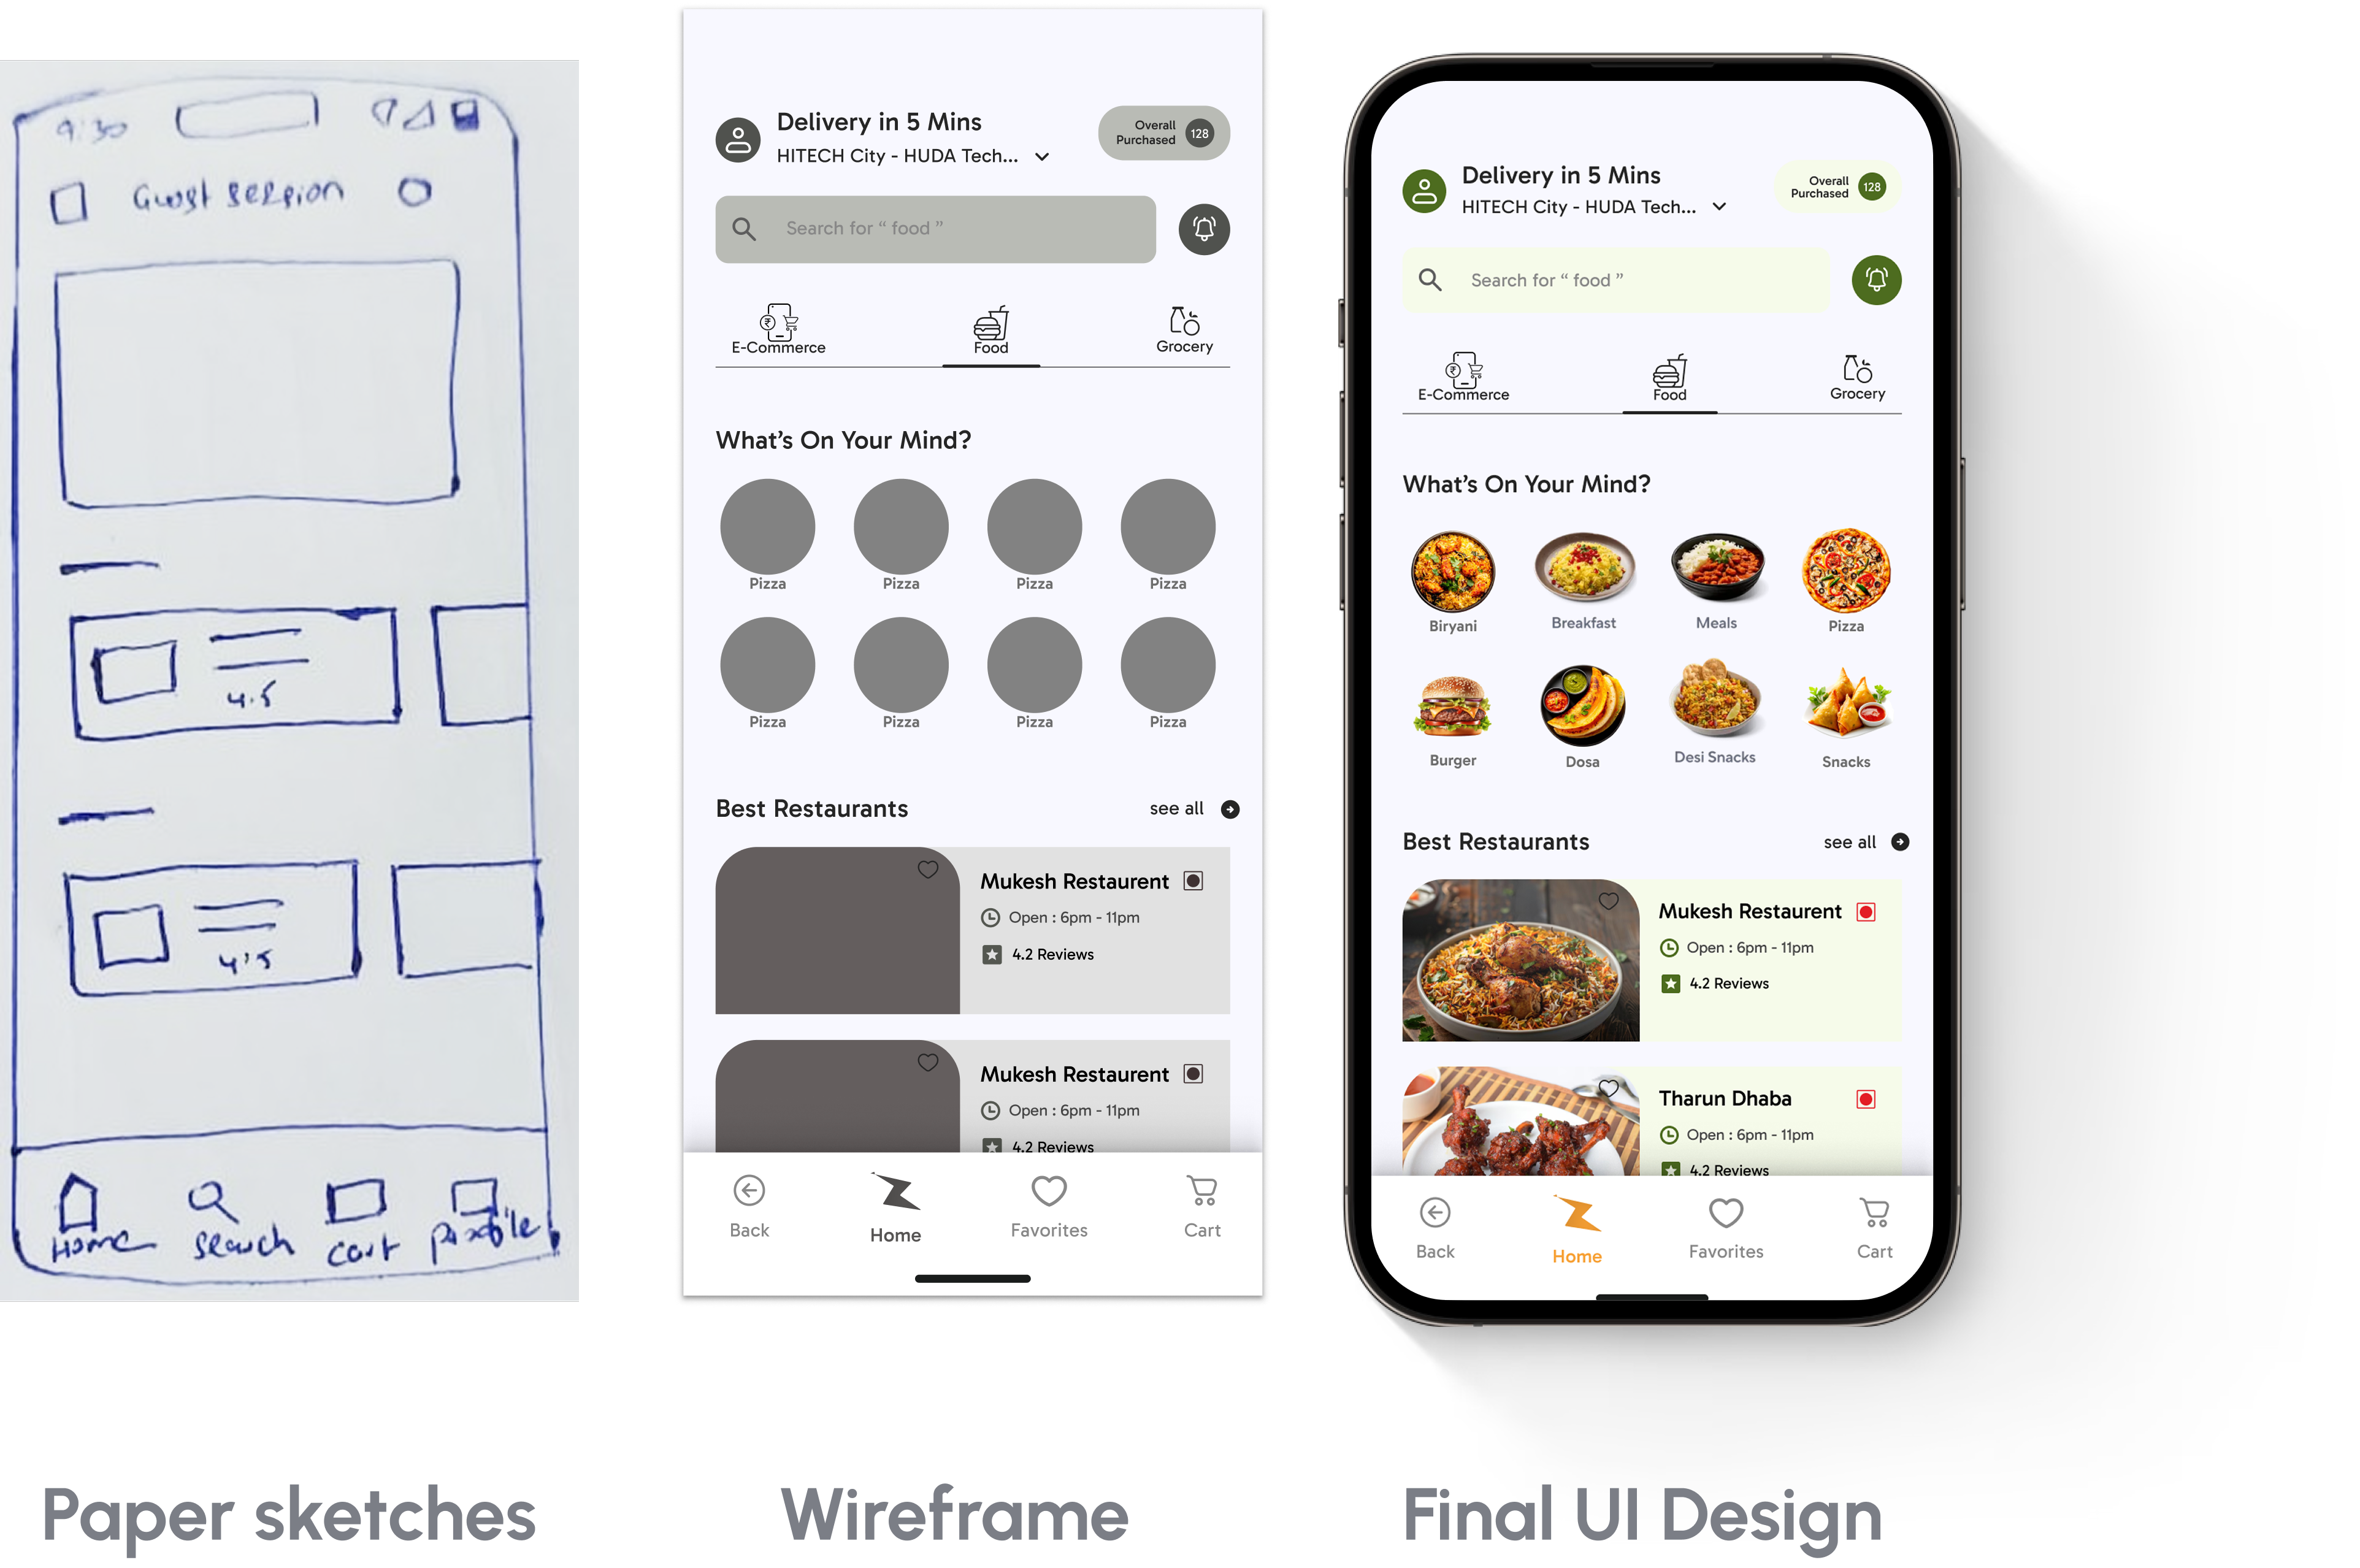 9:30
Guest session
4.5
4.5
Home
search
cart
profile
Delivery in 5 Mins
HITECH City - HUDA Tech...
Overall
Purchased
128
Search for “ food ”
E-Commerce
Food
Grocery
What’s On Your Mind?
Pizza
Pizza
Pizza
Pizza
Pizza
Pizza
Pizza
Pizza
Best Restaurants
see all
Mukesh Restaurent
Open : 6pm - 11pm
4.2 Reviews
Mukesh Restaurent
Open : 6pm - 11pm
4.2 Reviews
Back
Home
Favorites
Cart
Delivery in 5 Mins
HITECH City - HUDA Tech...
Overall
Purchased
128
Search for “ food ”
E-Commerce
Food
Grocery
What’s On Your Mind?
Biryani
Breakfast
Meals
Pizza
Burger
Dosa
Desi Snacks
Snacks
Best Restaurants
see all
Mukesh Restaurent
Open : 6pm - 11pm
4.2 Reviews
Tharun Dhaba
Open : 6pm - 11pm
4.2 Reviews
Back
Home
Favorites
Cart
Paper sketches
Wireframe
Final UI Design